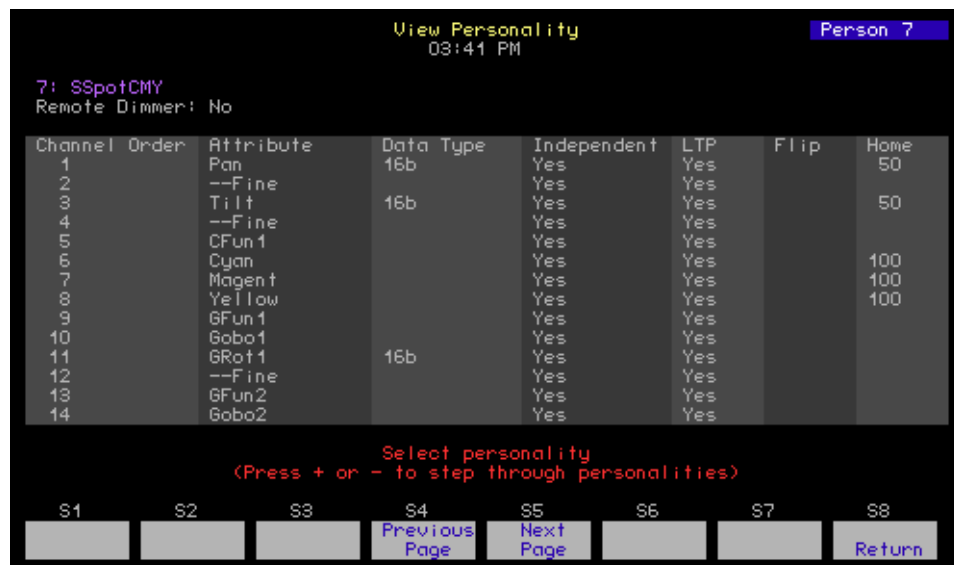 View Personality Person 7
03:41 PM
7: SSpotCMY
Remote Dimmer: No
Channel Order Attribute Data Type Independent LTP Flip Home
1 Pan 16b Yes Yes 50
2 --Fine Yes Yes
3 Tilt 16b Yes Yes 50
4 --Fine Yes Yes
5 CFun1 Yes Yes
6 Cyan Yes Yes 100
7 Magent Yes Yes 100
8 Yellow Yes Yes 100
9 GFun1 Yes Yes
10 Gobo1 Yes Yes
11 GRot1 16b Yes Yes
12 --Fine Yes Yes
13 GFun2 Yes Yes
14 Gobo2 Yes Yes
Select personality
(Press + or - to step through personalities)
S1 S2 S3 S4 S5 S6 S7 S8
Previous Next
Page Page Return